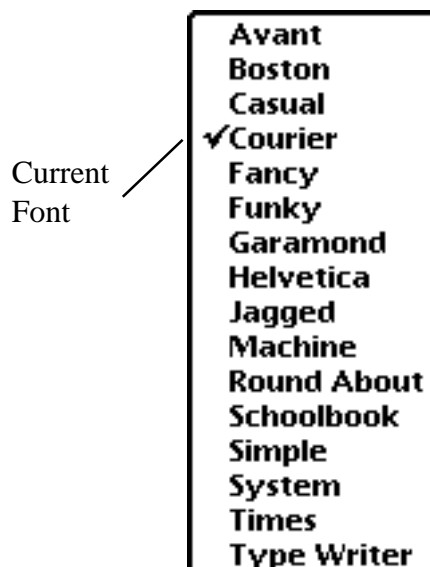 Avant
Boston
Casual
✓Courier
Current
Font
Fancy
Funky
Garamond
Helvetica
Jagged
Machine
Round About
Schoolbook
Simple
System
Times
Type Writer